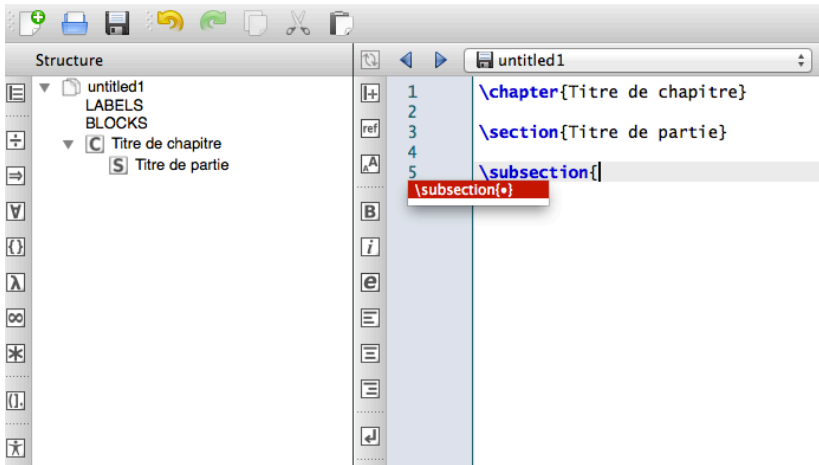 Structure
untitled1
LABELS
BLOCKS
C Titre de chapitre
S Titre de partie
ref
A A
B
i
e
untitled1
1 \chapter{Titre de chapitre}
2
3 \section{Titre de partie}
4
5 \subsection{
\subsection{•}
÷
⇒
∀
{}
λ
∞
(].